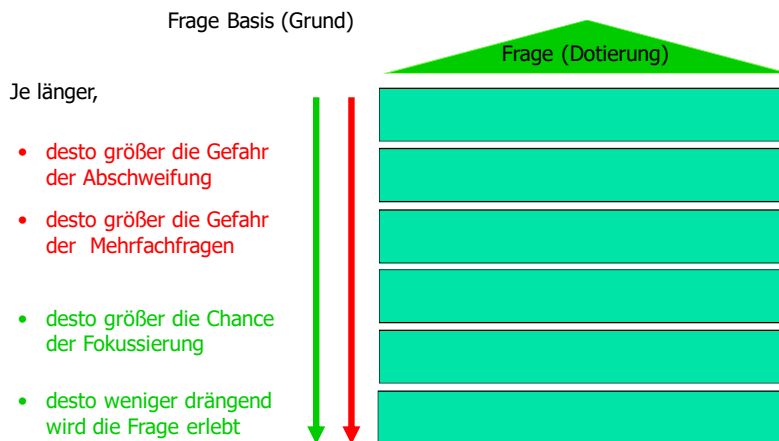 Frage Basis (Grund)
Frage (Dotierung)
Je länger,
• desto größer die Gefahr
der Abschweifung
• desto größer die Gefahr
der Mehrfachfragen
• desto größer die Chance
der Fokussierung
• desto weniger drängend
wird die Frage erlebt